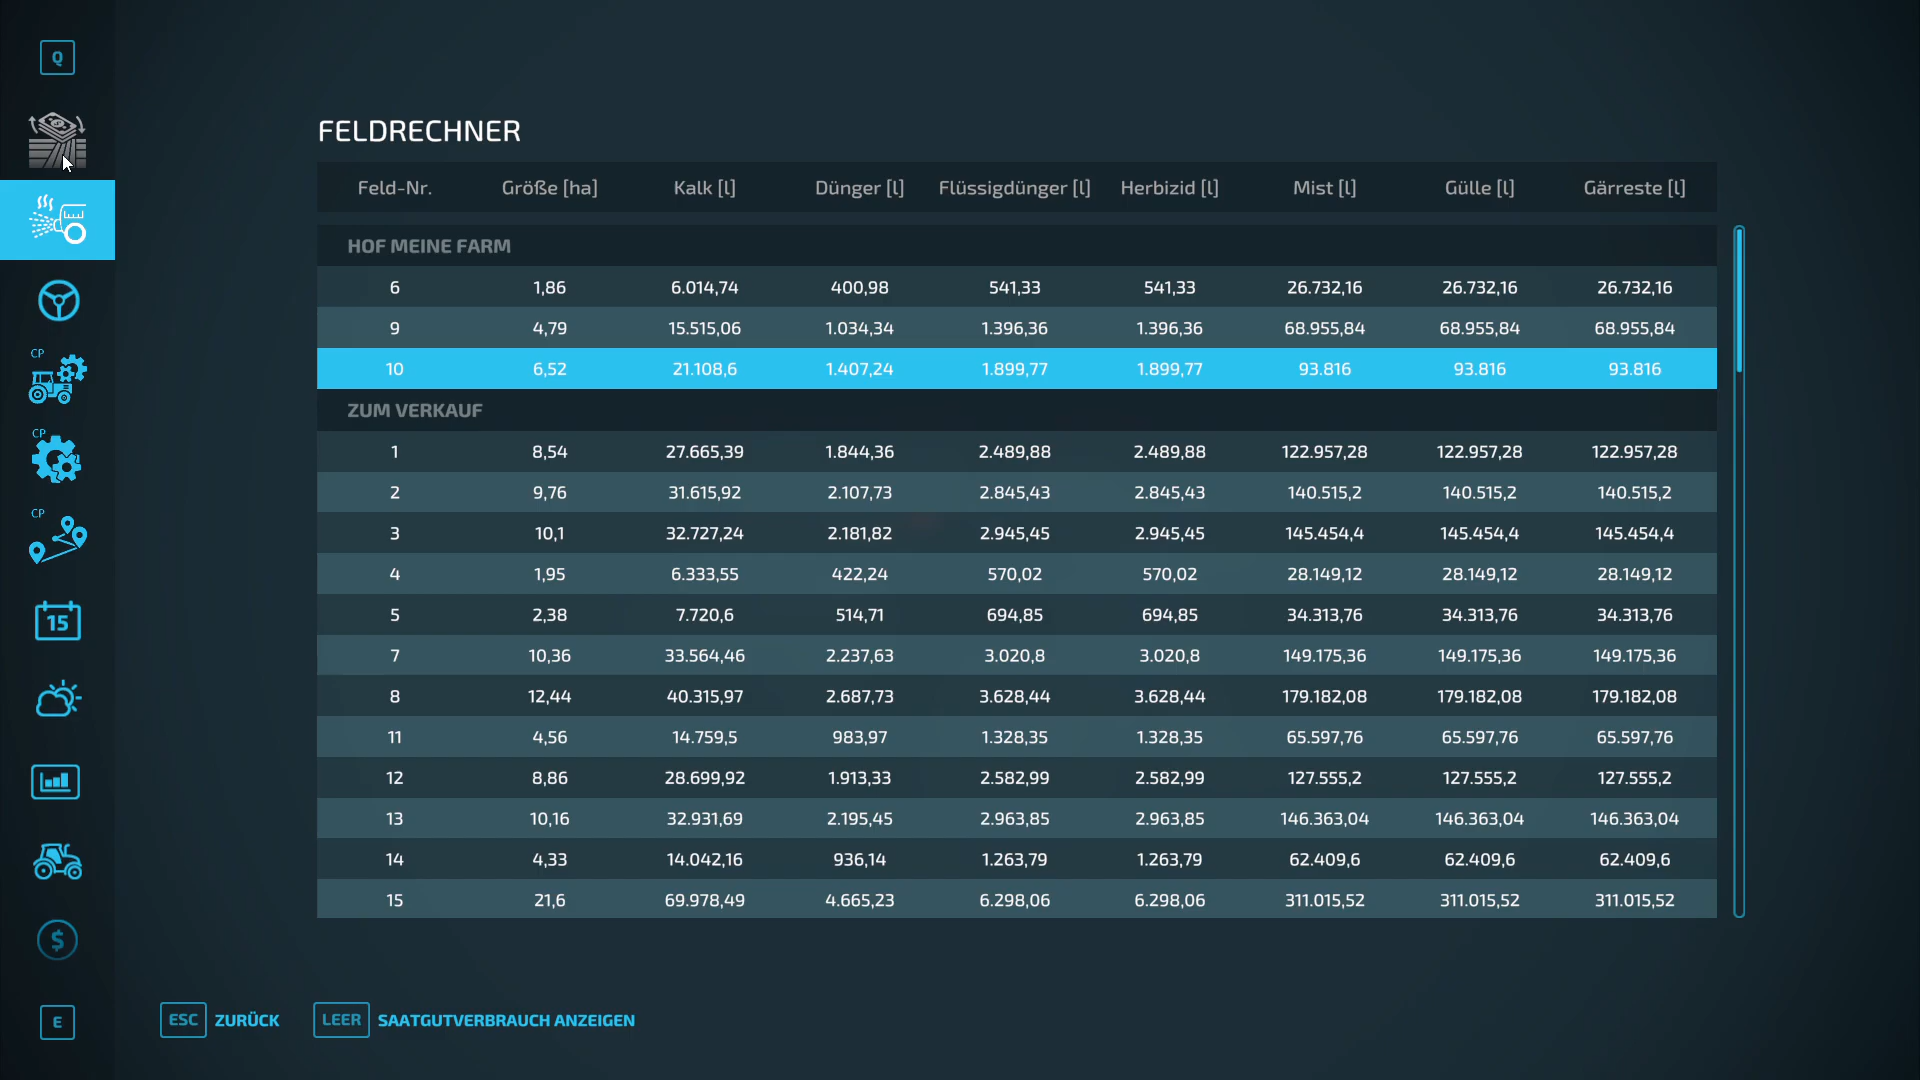 Q
FELDRECHNER
Feld-Nr. Größe [ha] Kalk [l] Dünger [l] Flüssigdünger [l] Herbizid [l] Mist [l] Gülle [l] Gärreste [l]
HOF MEINE FARM
6 1,86 6.014,74 400,98 541,33 541,33 26.732,16 26.732,16 26.732,16
9 4,79 15.515,06 1.034,34 1.396,36 1.396,36 68.955,84 68.955,84 68.955,84
10 6,52 21.108,6 1.407,24 1.899,77 1.899,77 93.816 93.816 93.816
ZUM VERKAUF
1 8,54 27.665,39 1.844,36 2.489,88 2.489,88 122.957,28 122.957,28 122.957,28
2 9,76 31.615,92 2.107,73 2.845,43 2.845,43 140.515,2 140.515,2 140.515,2
3 10,1 32.727,24 2.181,82 2.945,45 2.945,45 145.454,4 145.454,4 145.454,4
4 1,95 6.333,55 422,24 570,02 570,02 28.149,12 28.149,12 28.149,12
5 2,38 7.720,6 514,71 694,85 694,85 34.313,76 34.313,76 34.313,76
7 10,36 33.564,46 2.237,63 3.020,8 3.020,8 149.175,36 149.175,36 149.175,36
8 12,44 40.315,97 2.687,73 3.628,44 3.628,44 179.182,08 179.182,08 179.182,08
11 4,56 14.759,5 983,97 1.328,35 1.328,35 65.597,76 65.597,76 65.597,76
12 8,86 28.699,92 1.913,33 2.582,99 2.582,99 127.555,2 127.555,2 127.555,2
13 10,16 32.931,69 2.195,45 2.963,85 2.963,85 146.363,04 146.363,04 146.363,04
14 4,33 14.042,16 936,14 1.263,79 1.263,79 62.409,6 62.409,6 62.409,6
15 21,6 69.978,49 4.665,23 6.298,06 6.298,06 311.015,52 311.015,52 311.015,52
CP
CP
CP
15
$
E
ESC ZURÜCK LEER SAATGUTVERBRAUCH ANZEIGEN